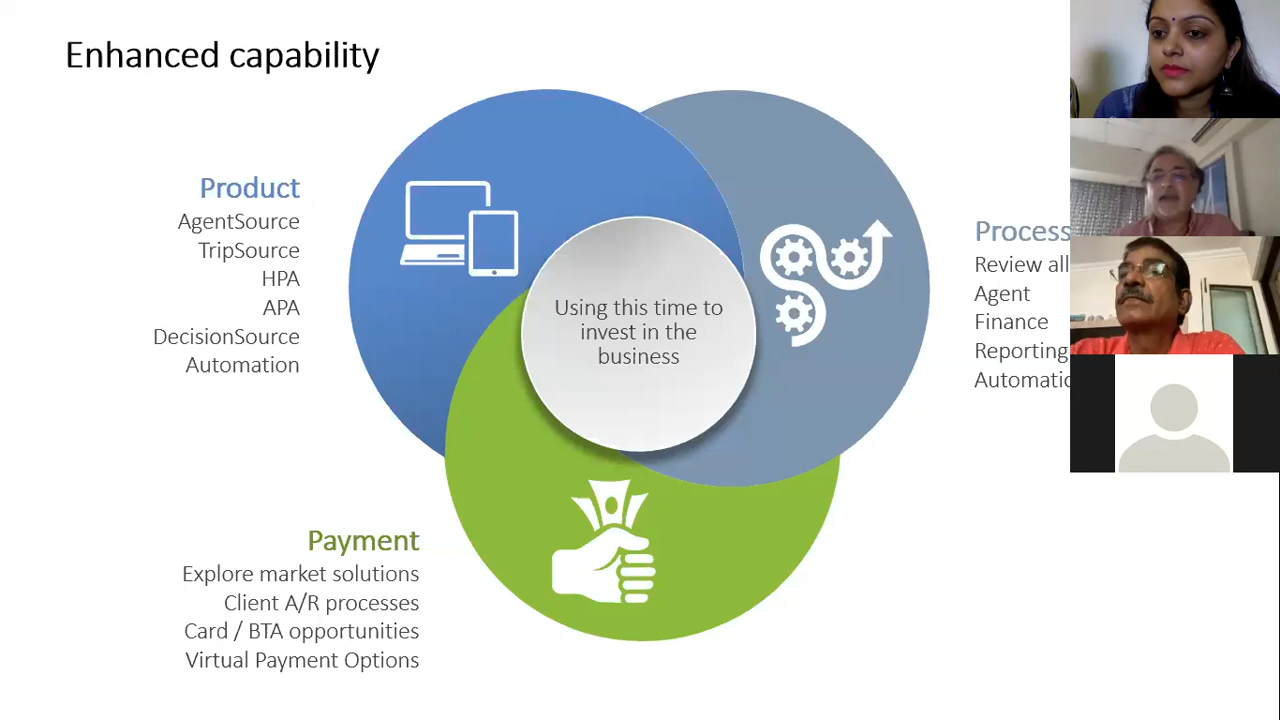 Enhanced capability
Product
AgentSource
TripSource
HPA
APA
DecisionSource
Automation
Using this time to
invest in the
business
Process
Review all
Agent
Finance
Reporting
Payment
Explore market solutions
Client A/R processes
Card / BTA opportunities
Virtual Payment Options